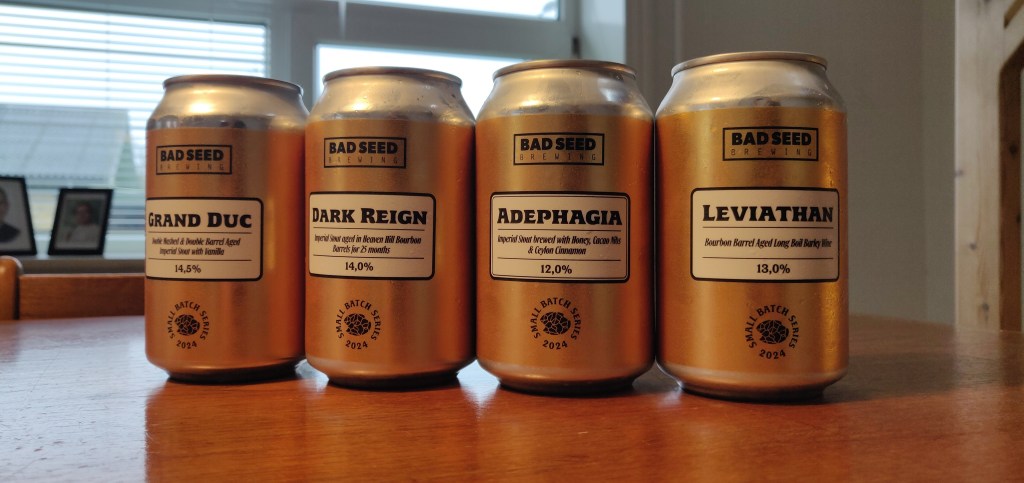 BAD SEED
BREWING
GRAND DUC
Double Mashed & Double Barrel Aged
Imperial Stout with Vanilla
14,5%
SMALL BATCH SERIES
2024
BAD SEED
BREWING
DARK REIGN
Imperial Stout aged in Heaven Hill Bourbon
Barrels for 25 months
14,0%
SMALL BATCH SERIES
2024
BAD SEED
BREWING
ADEPHAGIA
Imperial Stout brewed with Honey, Cacao Nibs
& Ceylon Cinnamon
12,0%
SMALL BATCH SERIES
2024
BAD SEED
BREWING
LEVIATHAN
Bourbon Barrel Aged Long Boil Barley Wine
13,0%
SMALL BATCH SERIES
2024